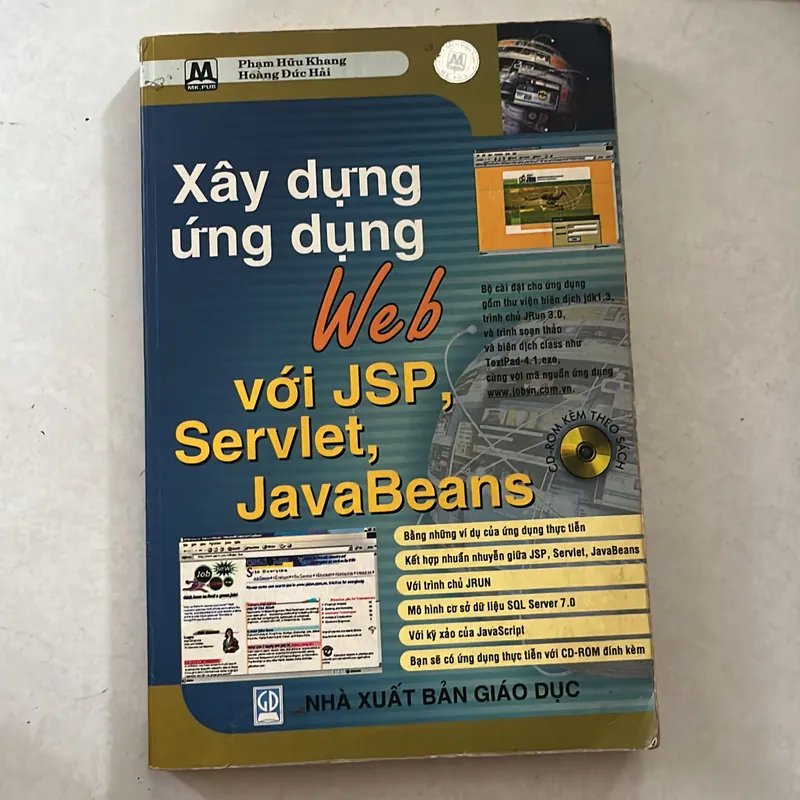 MK.PUB
Phạm Hữu Khang
Hoàng Đức Hải
Xây dựng
ứng dụng
Web
với JSP,
Servlet,
JavaBeans
Bộ cài đặt cho ứng dụng
gồm thư viện biên dịch jdk1.3,
trình chủ JRun 3.0,
và trình soạn thảo
và biên dịch class như
TextPad-4.1.exe,
cùng với mã nguồn ứng dụng
www.jobvn.com.vn.
CD-ROM KÈM THEO SÁCH
Bằng những ví dụ của ứng dụng thực tiễn
Kết hợp nhuần nhuyễn giữa JSP, Servlet, JavaBeans
Với trình chủ JRUN
Mô hình cơ sở dữ liệu SQL Server 7.0
Với kỹ xảo của JavaScript
Bạn sẽ có ứng dụng thực tiễn với CD-ROM đính kèm
Job
GD
NHÀ XUẤT BẢN GIÁO DỤC